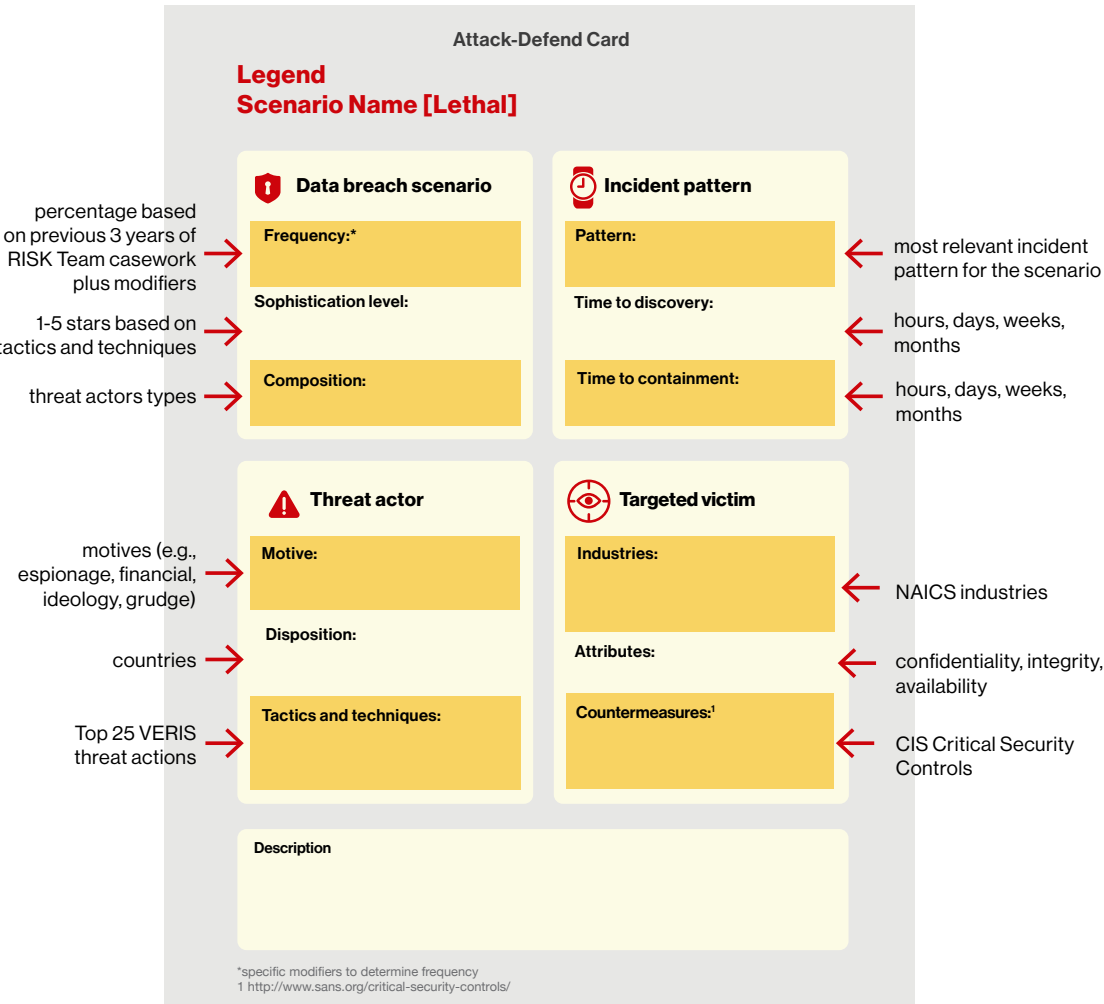 Attack-Defend Card
Legend
Scenario Name [Lethal]
Data breach scenario
percentage based
on previous 3 years of
RISK Team casework
plus modifiers
Frequency:*
1-5 stars based on
tactics and techniques
Sophistication level:
threat actors types
Composition:
Incident pattern
Pattern:
most relevant incident
pattern for the scenario
Time to discovery:
hours, days, weeks,
months
Time to containment:
hours, days, weeks,
months
Threat actor
motives (e.g.,
espionage, financial,
ideology, grudge)
Motive:
countries
Disposition:
Top 25 VERIS
threat actions
Tactics and techniques:
Targeted victim
Industries:
NAICS industries
Attributes:
confidentiality, integrity,
availability
Countermeasures:¹
CIS Critical Security
Controls
Description
*specific modifiers to determine frequency
1 http://www.sans.org/critical-security-controls/